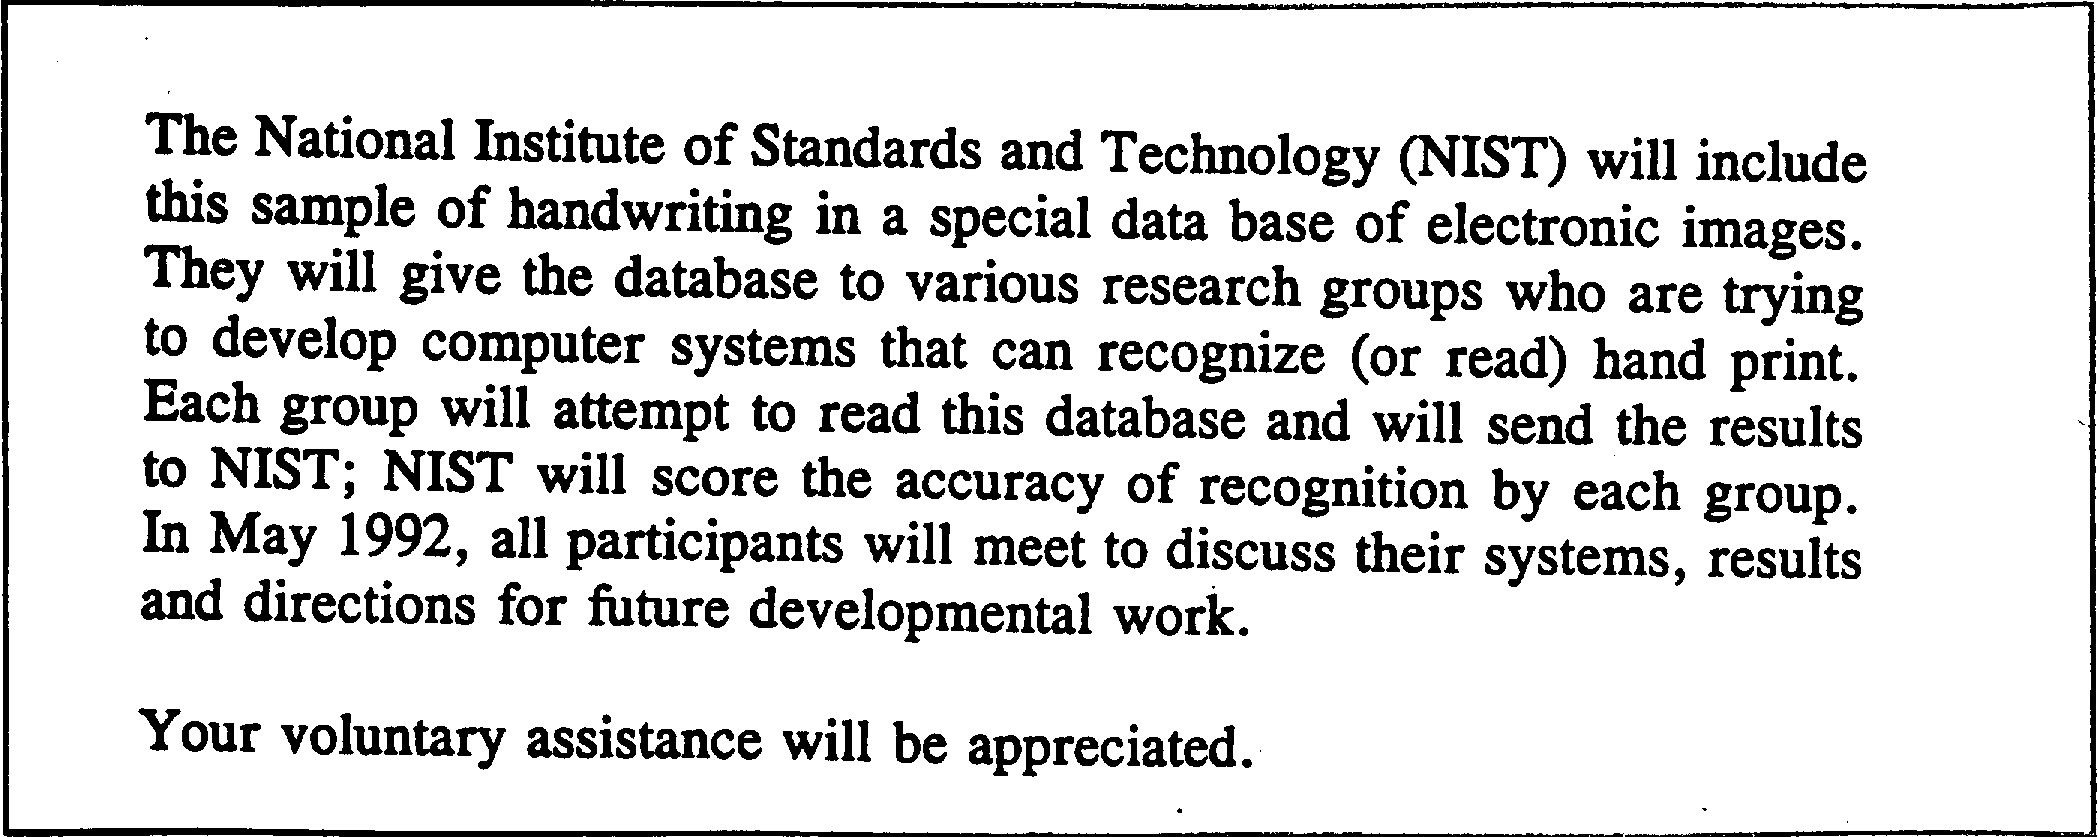 The National Institute of Standards and Technology (NIST) will include
this sample of handwriting in a special data base of electronic images.
They will give the database to various research groups who are trying
to develop computer systems that can recognize (or read) hand print.
Each group will attempt to read this database and will send the results
to NIST; NIST will score the accuracy of recognition by each group.
In May 1992, all participants will meet to discuss their systems, results
and directions for future developmental work.
Your voluntary assistance will be appreciated.